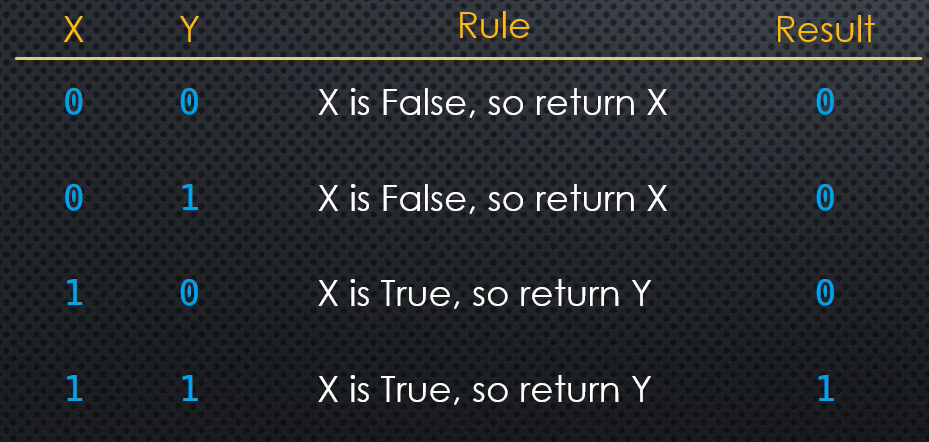 X Y Rule Result
0 0 X is False, so return X 0
0 1 X is False, so return X 0
1 0 X is True, so return Y 0
1 1 X is True, so return Y 1